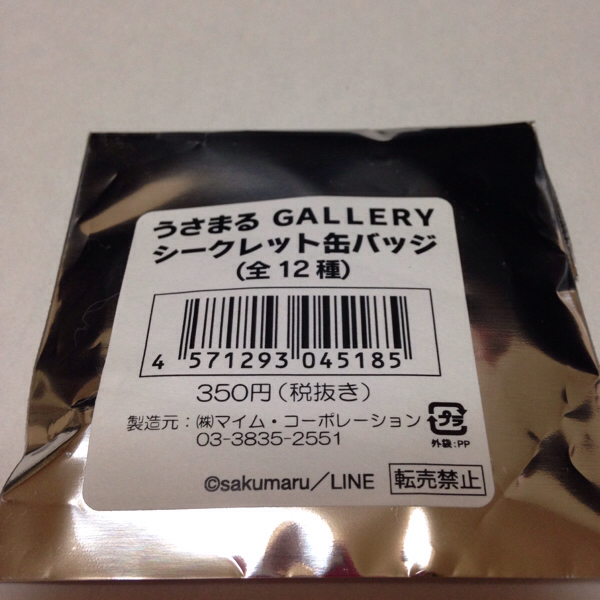 うさまる GALLERY
シークレット缶バッジ
(全12種)
4 571293 045185
350円(税抜き)
製造元:㈱マイム・コーポレーション
03-3835-2551
プラ
外袋:PP
©sakumaru/LINE 転売禁止